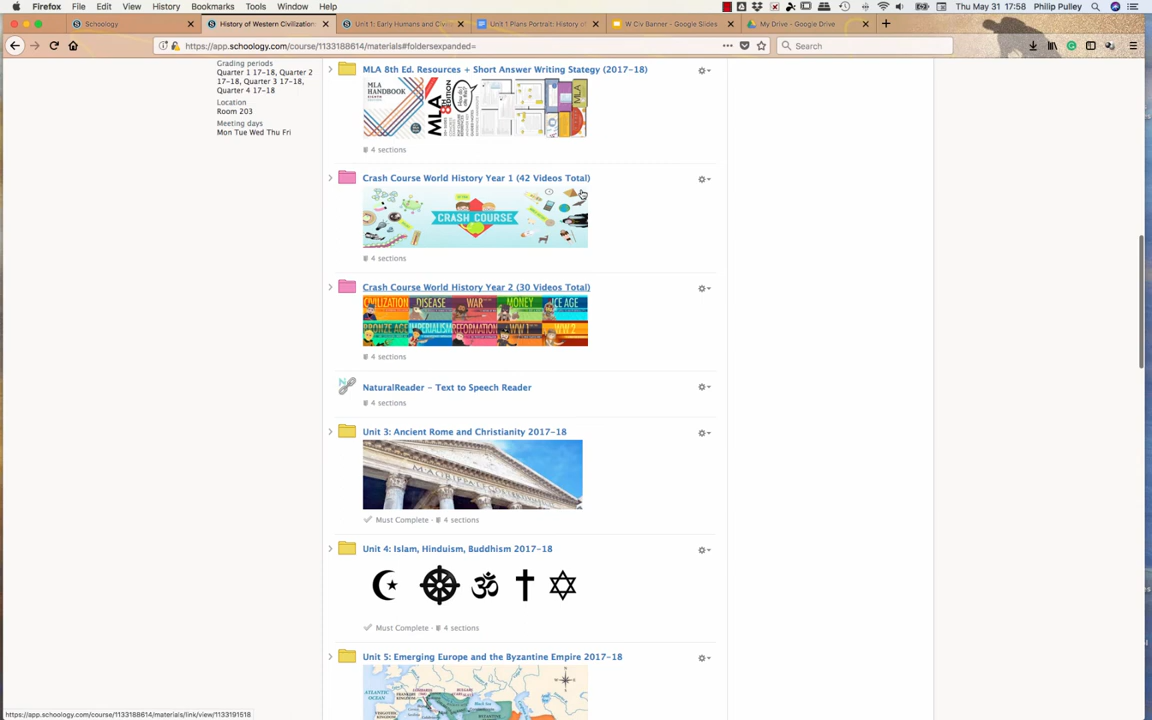 Firefox File Edit View History Bookmarks Tools Window Help Thu May 31 17:58 Philip Pulley
Schoology History of Western Civilization Unit 1: Early Humans and Civi Unit 1 Plans Portrait: History o W Civ Banner - Google Slides My Drive - Google Drive
https://app.schoology.com/course/1133188614/materials#foldersexpanded= Search
Grading periods
Quarter 1 17-18, Quarter 2
17-18, Quarter 3 17-18,
Quarter 4 17-18
Location
Room 203
Meeting days
Mon Tue Wed Thu Fri
MLA 8th Ed. Resources + Short Answer Writing Stategy (2017-18)
MLA
HANDBOOK
MLA
MLA
4 sections
Crash Course World History Year 1 (42 Videos Total)
CRASH COURSE
4 sections
Crash Course World History Year 2 (30 Videos Total)
CIVILIZATION DISEASE WAR MONEY ICE AGE
BRONZE AGE IMPERIALISM REFORMATION WW1 WW2
4 sections
NaturalReader - Text to Speech Reader
4 sections
Unit 3: Ancient Rome and Christianity 2017-18
Must Complete · 4 sections
Unit 4: Islam, Hinduism, Buddhism 2017-18
Must Complete · 4 sections
Unit 5: Emerging Europe and the Byzantine Empire 2017-18
ATLANTIC
OCEAN
https://app.schoology.com/course/1133188614/materials/link/view/1133191518